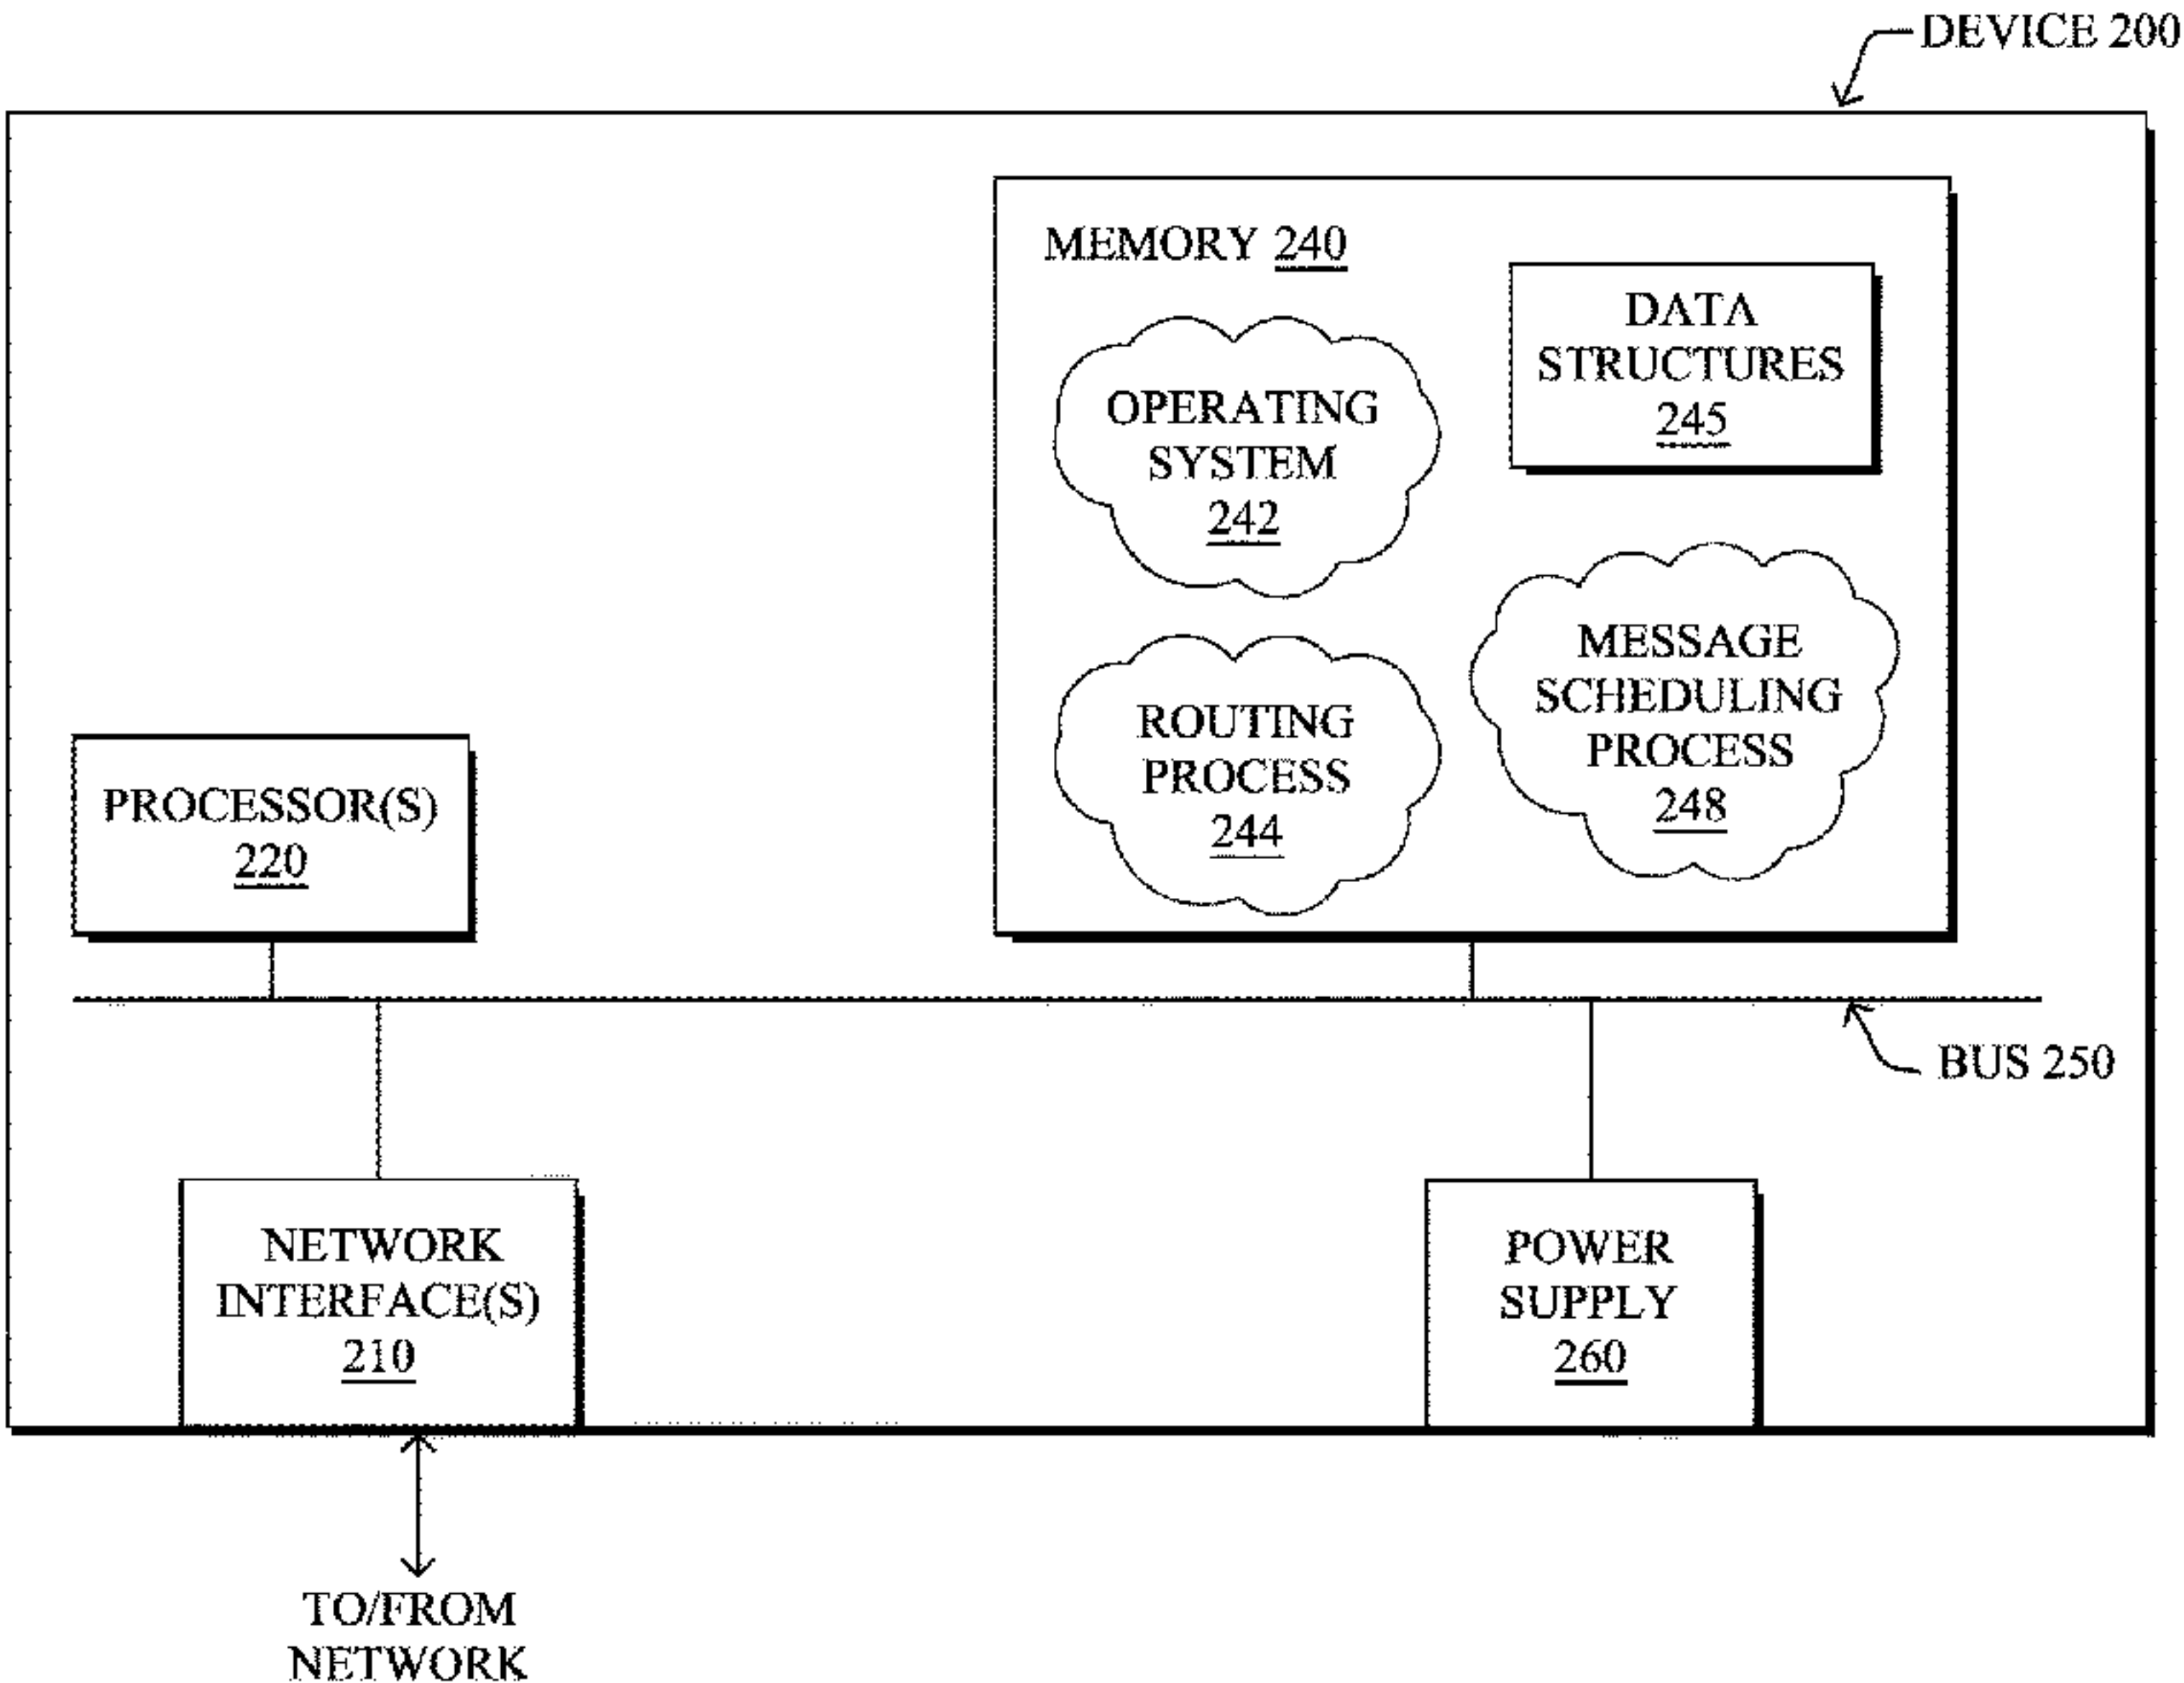 DEVICE 200
MEMORY 240
DATA
STRUCTURES
245
OPERATING
SYSTEM
242
MESSAGE
SCHEDULING
PROCESS
248
ROUTING
PROCESS
244
PROCESSOR(S)
220
BUS 250
NETWORK
INTERFACE(S)
210
POWER
SUPPLY
260
TO/FROM
NETWORK